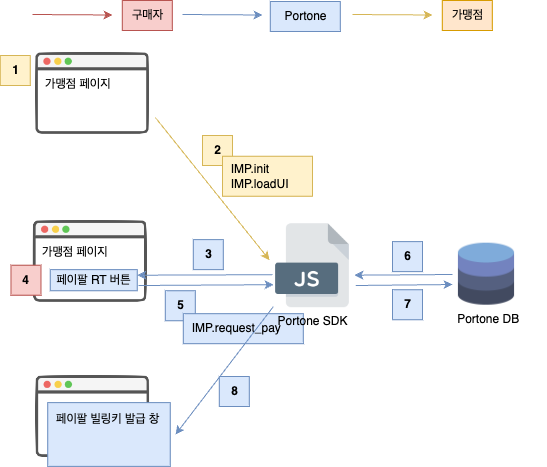 구매자
Portone
가맹점
1
가맹점 페이지
2
IMP.init
IMP.loadUI
가맹점 페이지
3
6
4
페이팔 RT 버튼
JS
5
7
IMP.request_pay
Portone SDK
Portone DB
8
페이팔 빌링키 발급 창